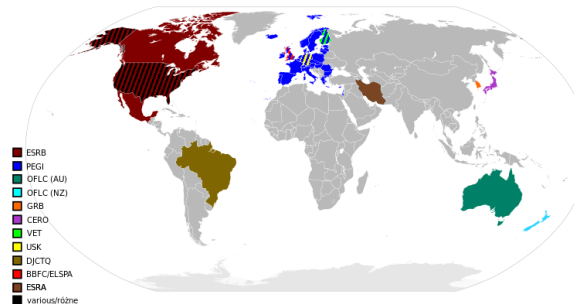 ESRB
PEGI
OFLC (AU)
OFLC (NZ)
GRB
CERO
VET
USK
DJCTQ
BBFC/ELSPA
ESRA
various/różne